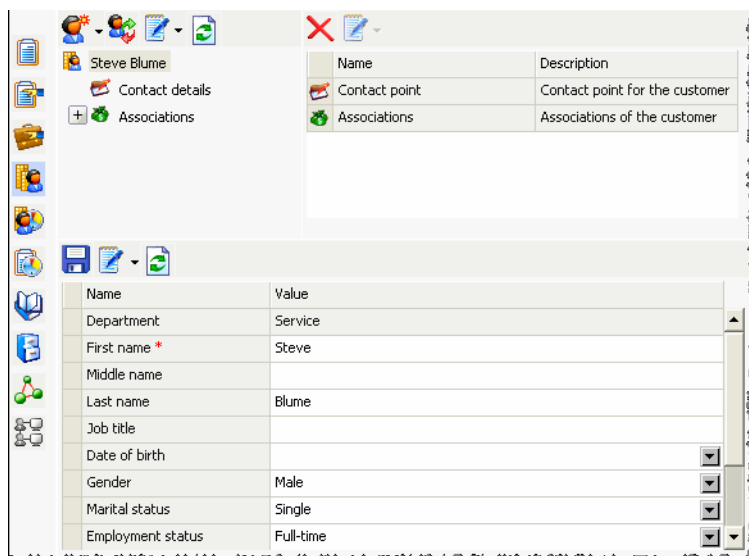 Steve Blume
Contact details
Associations
Name Description
Contact point Contact point for the customer
Associations Associations of the customer
Name Value
Department Service
First name * Steve
Middle name
Last name Blume
Job title
Date of birth
Gender Male
Marital status Single
Employment status Full-time